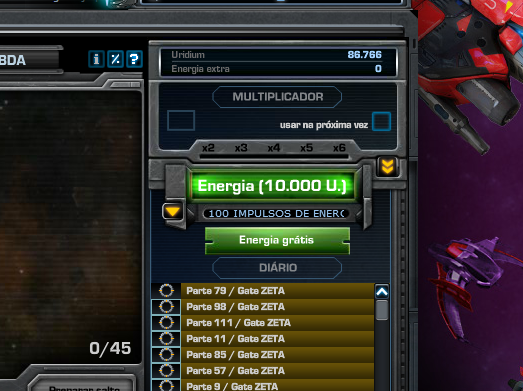 BDA
Uridium 86.766
Energia extra 0
MULTIPLICADOR
usar na próxima vez
x2 x3 x4 x5 x6
Energia (10.000 U.)
100 IMPULSOS DE ENER
Energia grátis
DIÁRIO
Parte 79 / Gate ZETA
Parte 98 / Gate ZETA
Parte 111 / Gate ZETA
Parte 11 / Gate ZETA
Parte 85 / Gate ZETA
Parte 57 / Gate ZETA
Parte 9 / Gate ZETA
0/45
Preparar salto